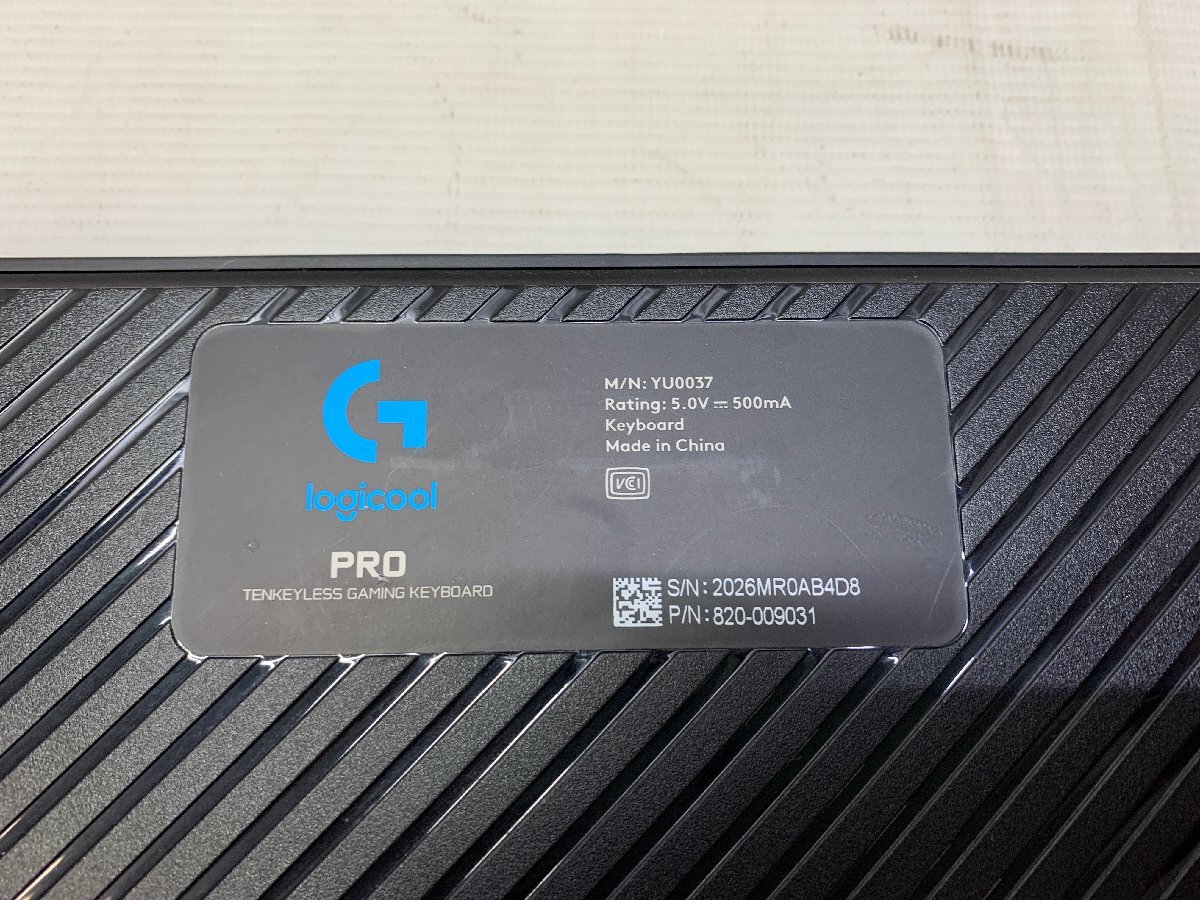 G
logicool
PRO
TENKEYLESS GAMING KEYBOARD
M/N: YU0037
Rating: 5.0V ⎓ 500mA
Keyboard
Made in China
VCI
S/N: 2026MR0AB4D8
P/N: 820-009031